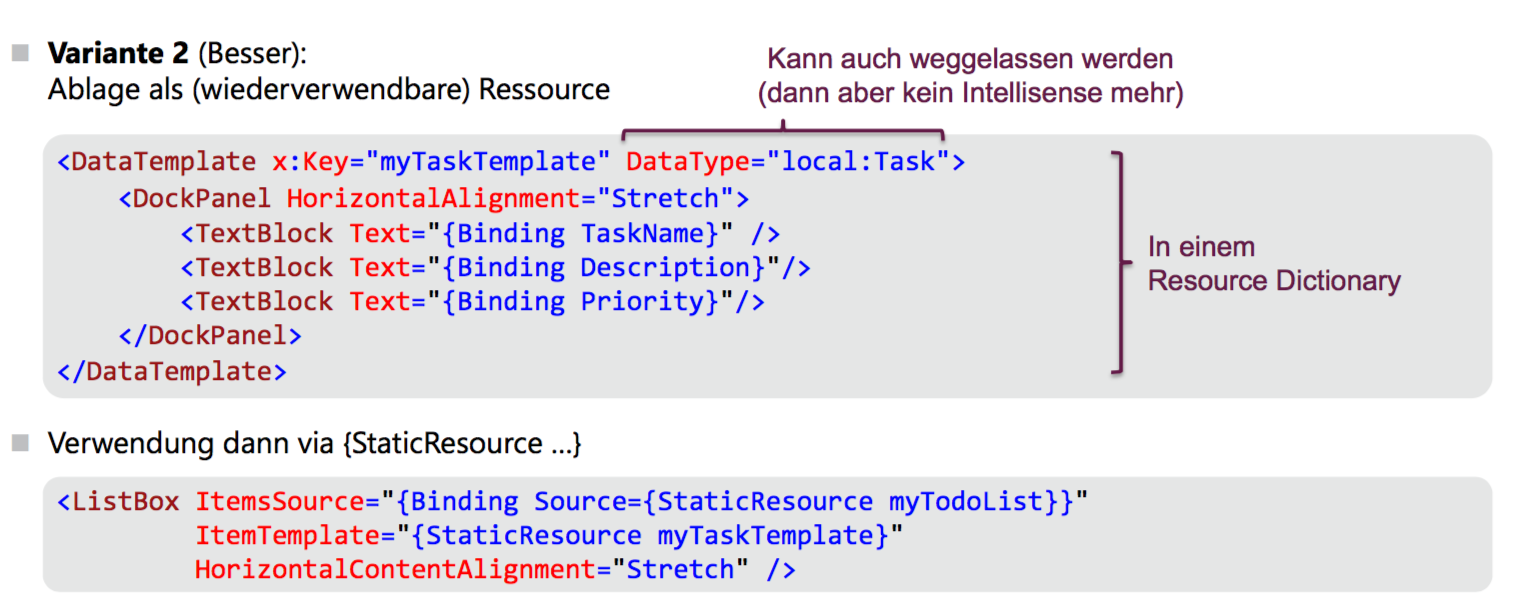 Variante 2 (Besser):
Ablage als (wiederverwendbare) Ressource
Kann auch weggelassen werden
(dann aber kein Intellisense mehr)
<DataTemplate x:Key="myTaskTemplate" DataType="local:Task">
    <DockPanel HorizontalAlignment="Stretch">
        <TextBlock Text="{Binding TaskName}" />
        <TextBlock Text="{Binding Description}"/>
        <TextBlock Text="{Binding Priority}"/>
    </DockPanel>
</DataTemplate>
In einem
Resource Dictionary
Verwendung dann via {StaticResource ...}
<ListBox ItemsSource="{Binding Source={StaticResource myTodoList}}"
         ItemTemplate="{StaticResource myTaskTemplate}"
         HorizontalContentAlignment="Stretch" />